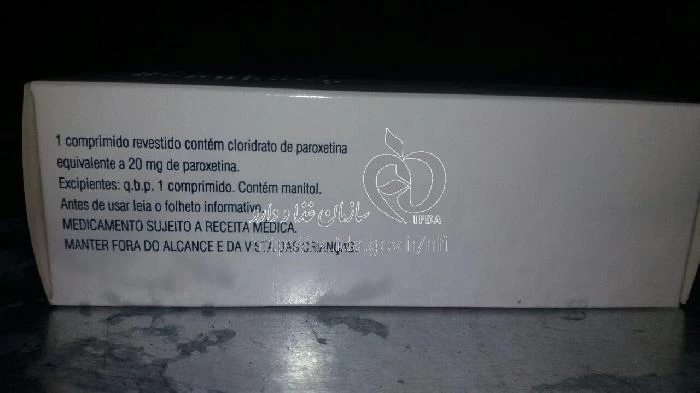 1 comprimido revestido contém cloridrato de paroxetina
equivalente a 20 mg de paroxetina.
Excipientes: q.b.p. 1 comprimido. Contém manitol.
Antes de usar leia o folheto informativo.
MEDICAMENTO SUJEITO A RECEITA MÉDICA.
MANTER FORA DO ALCANCE E DA VISTA DAS CRIANÇAS.
سازمان غذا و دارو
IFDA